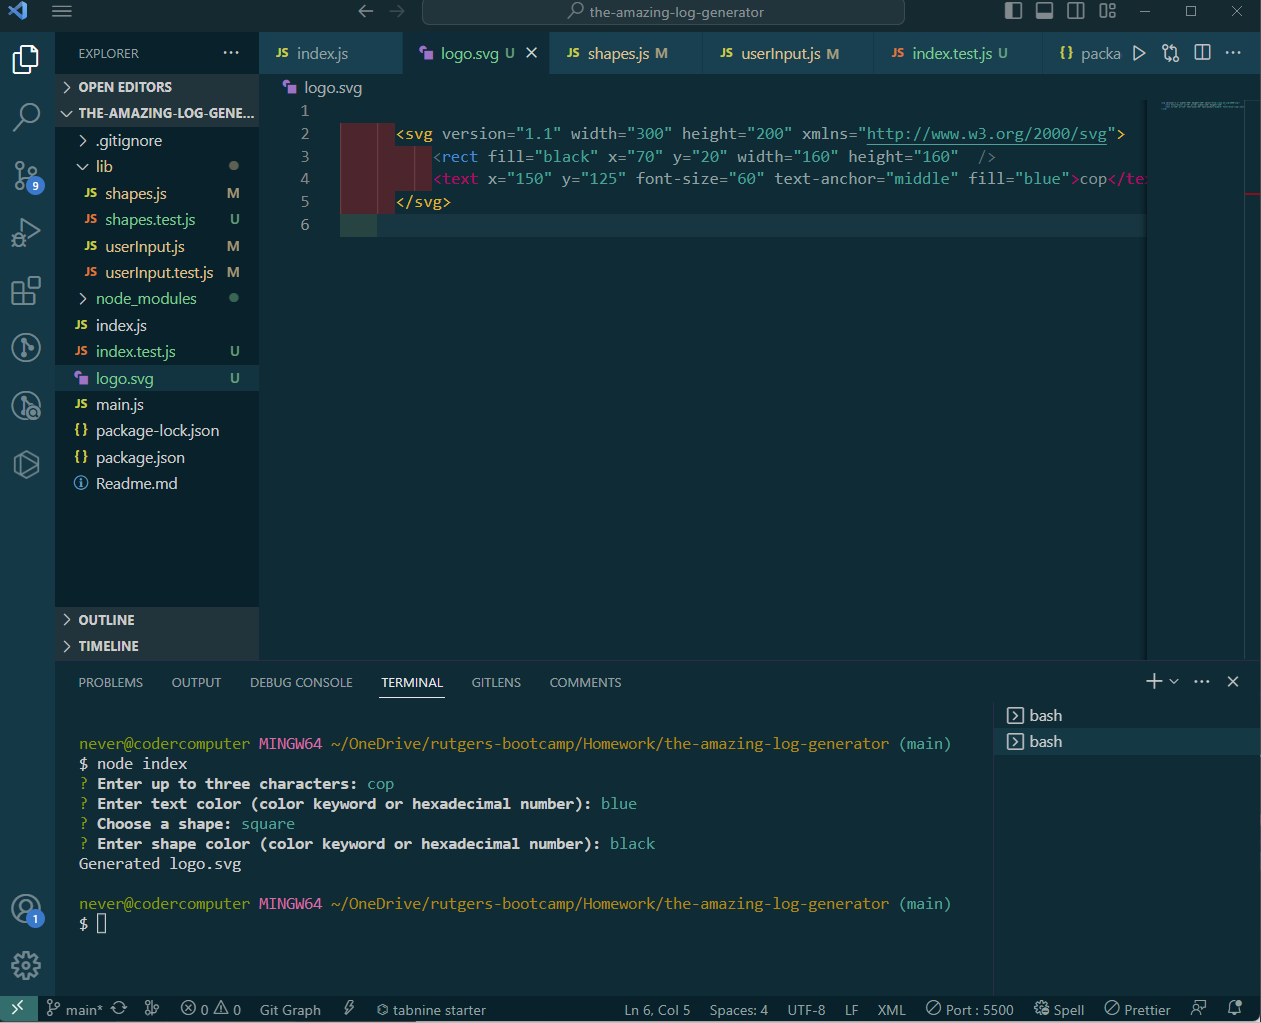 the-amazing-log-generator
EXPLORER
JS index.js
logo.svg U
JS shapes.js M
JS userInput.js M
JS index.test.js U
{} packa
OPEN EDITORS
THE-AMAZING-LOG-GENE...
.gitignore
lib
JS shapes.js M
JS shapes.test.js U
JS userInput.js M
JS userInput.test.js M
node_modules
JS index.js
JS index.test.js U
logo.svg U
JS main.js
{} package-lock.json
{} package.json
Readme.md
OUTLINE
TIMELINE
9
1
logo.svg
1
2 <svg version="1.1" width="300" height="200" xmlns="http://www.w3.org/2000/svg">
3 <rect fill="black" x="70" y="20" width="160" height="160"  />
4 <text x="150" y="125" font-size="60" text-anchor="middle" fill="blue">cop</te
5 </svg>
6
PROBLEMS
OUTPUT
DEBUG CONSOLE
TERMINAL
GITLENS
COMMENTS
bash
bash
never@codercomputer MINGW64 ~/OneDrive/rutgers-bootcamp/Homework/the-amazing-log-generator (main)
$ node index
? Enter up to three characters: cop
? Enter text color (color keyword or hexadecimal number): blue
? Choose a shape: square
? Enter shape color (color keyword or hexadecimal number): black
Generated logo.svg
never@codercomputer MINGW64 ~/OneDrive/rutgers-bootcamp/Homework/the-amazing-log-generator (main)
$
main*
0
0
Git Graph
tabnine starter
Ln 6, Col 5
Spaces: 4
UTF-8
LF
XML
Port : 5500
Spell
Prettier